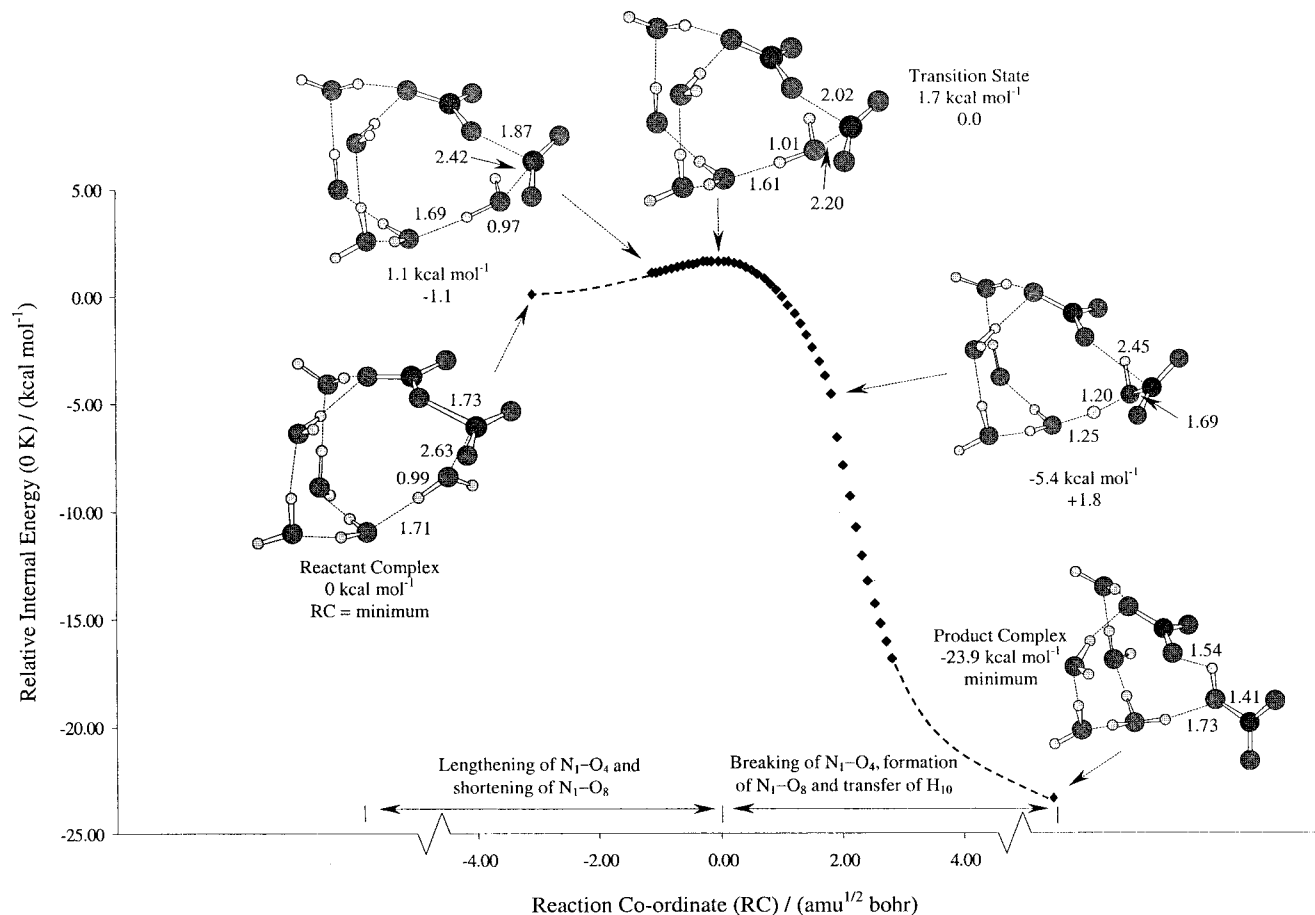 Transition State
1.7 kcal mol⁻¹
0.0
2.02
1.01
1.61
2.20
1.87
2.42
1.69
0.97
1.1 kcal mol⁻¹
-1.1
1.73
2.63
0.99
1.71
Reactant Complex
0 kcal mol⁻¹
RC = minimum
2.45
1.20
1.69
1.25
-5.4 kcal mol⁻¹
+1.8
Product Complex
-23.9 kcal mol⁻¹
minimum
1.54
1.41
1.73
Lengthening of N₁–O₄ and
shortening of N₁–O₈
Breaking of N₁–O₄, formation
of N₁–O₈ and transfer of H₁₀
Relative Internal Energy (0 K) / (kcal mol⁻¹)
5.00
0.00
-5.00
-10.00
-15.00
-20.00
-25.00
-4.00
-2.00
0.00
2.00
4.00
Reaction Co-ordinate (RC) / (amu¹ᐟ² bohr)